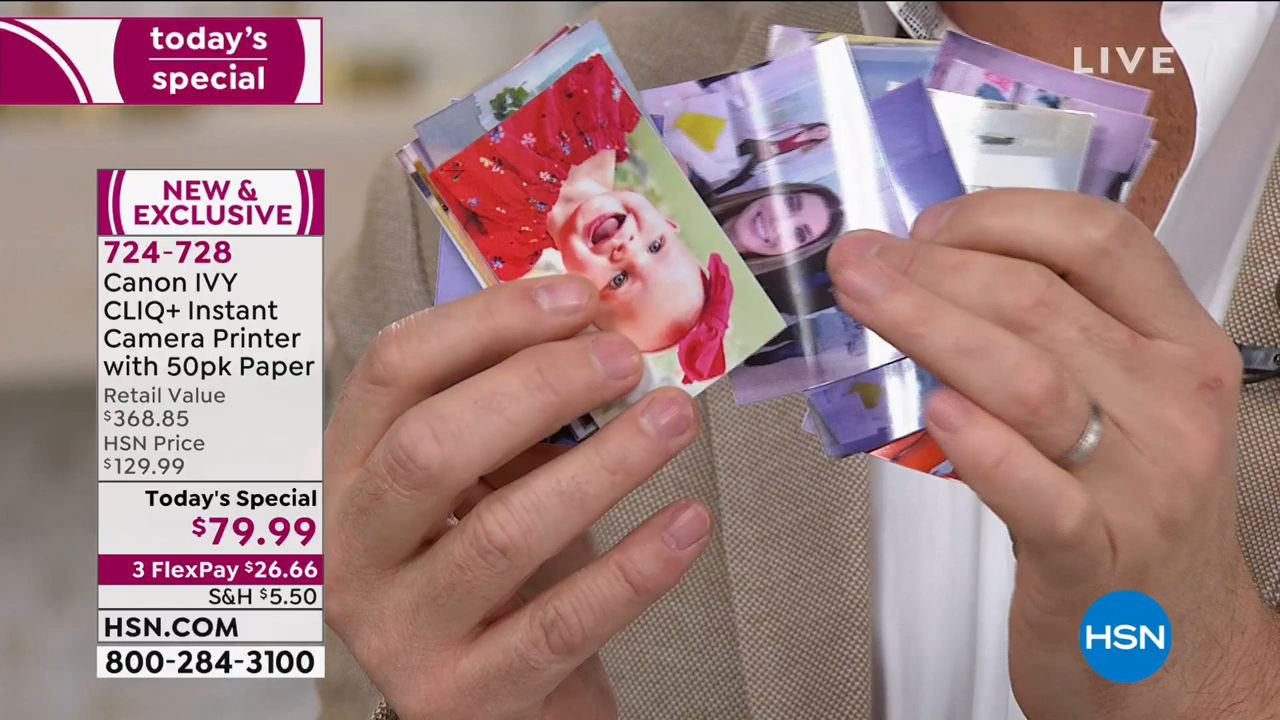 today's
special
LIVE
NEW &
EXCLUSIVE
724-728
Canon IVY
CLIQ+ Instant
Camera Printer
with 50pk Paper
Retail Value
$368.85
HSN Price
$129.99
Today's Special
$79.99
3 FlexPay $26.66
S&H $5.50
HSN.COM
800-284-3100
HSN